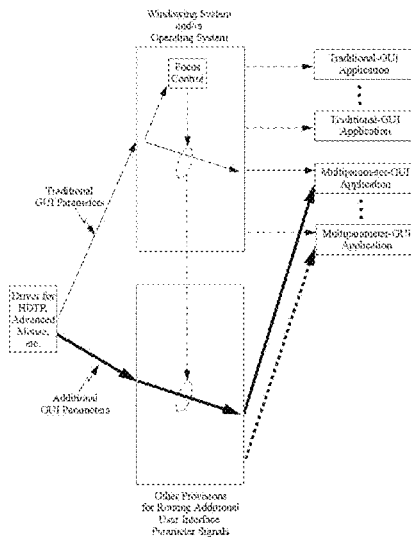 Windowing System
and/or
Operating System
Focus
Control
Traditional-GUI
Application
Traditional-GUI
Application
Multiparameter-GUI
Application
Multiparameter-GUI
Application
Traditional
GUI Parameters
Driver for
HDTP,
Advanced
Mouse,
etc.
Additional
GUI Parameters
Other Provisions
for Routing Additional
User Interface
Parameter Signals